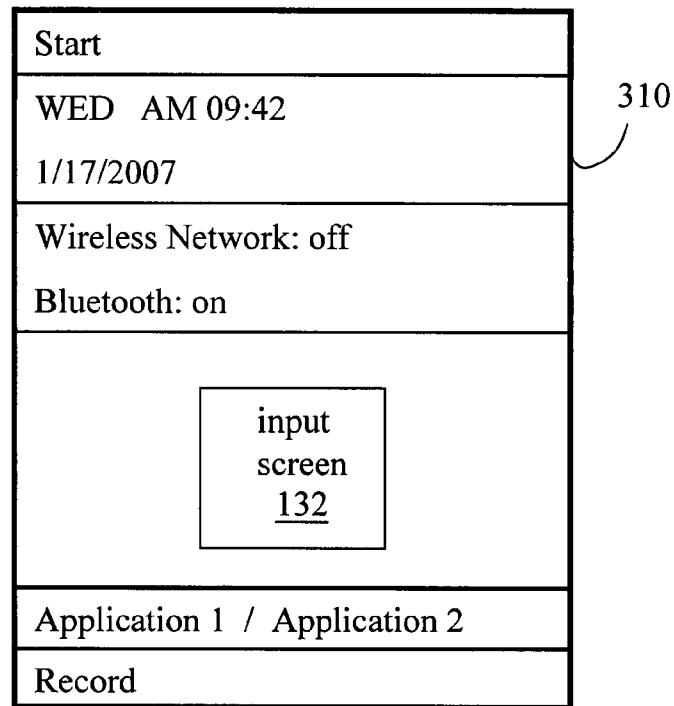 Start
WED AM 09:42
310
1/17/2007
Wireless Network: off
Bluetooth: on
input
screen
132
Application 1 / Application 2
Record